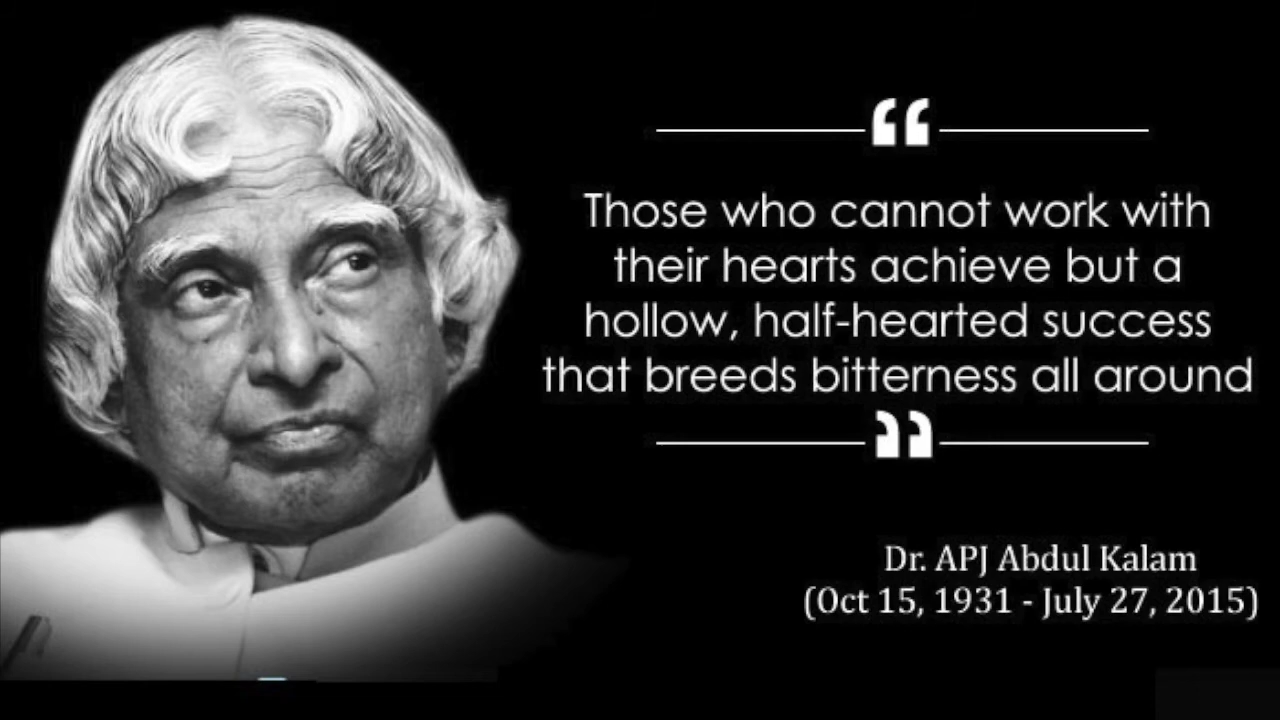 “
Those who cannot work with
their hearts achieve but a
hollow, half-hearted success
that breeds bitterness all around
”
Dr. APJ Abdul Kalam
(Oct 15, 1931 - July 27, 2015)